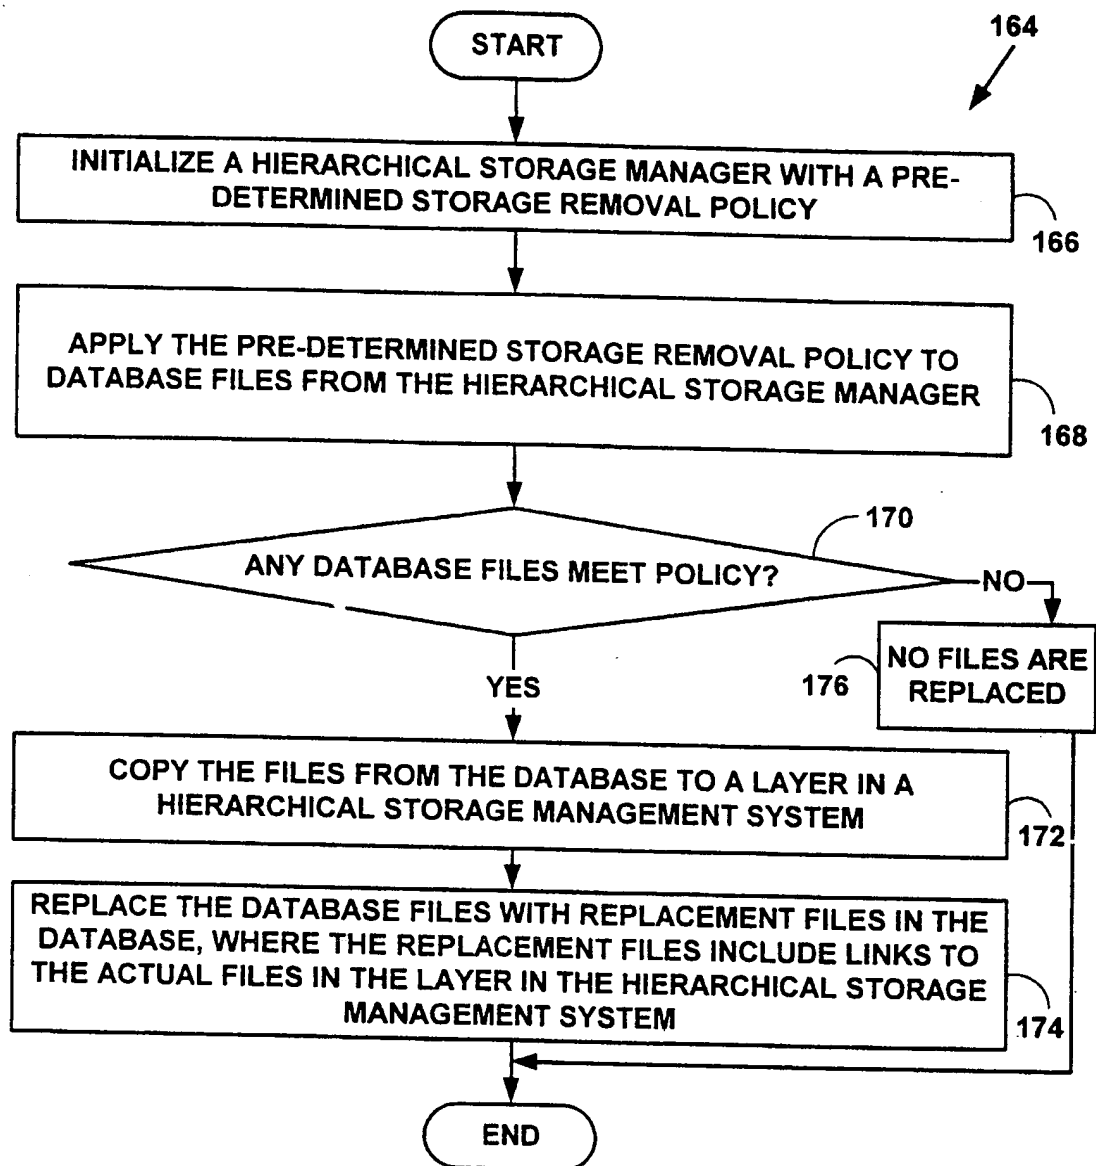 START
164
INITIALIZE A HIERARCHICAL STORAGE MANAGER WITH A PRE-
DETERMINED STORAGE REMOVAL POLICY
166
APPLY THE PRE-DETERMINED STORAGE REMOVAL POLICY TO
DATABASE FILES FROM THE HIERARCHICAL STORAGE MANAGER
168
170
ANY DATABASE FILES MEET POLICY?
NO
NO FILES ARE
REPLACED
176
YES
COPY THE FILES FROM THE DATABASE TO A LAYER IN A
HIERARCHICAL STORAGE MANAGEMENT SYSTEM
172
REPLACE THE DATABASE FILES WITH REPLACEMENT FILES IN THE
DATABASE, WHERE THE REPLACEMENT FILES INCLUDE LINKS TO
THE ACTUAL FILES IN THE LAYER IN THE HIERARCHICAL STORAGE
MANAGEMENT SYSTEM
174
END